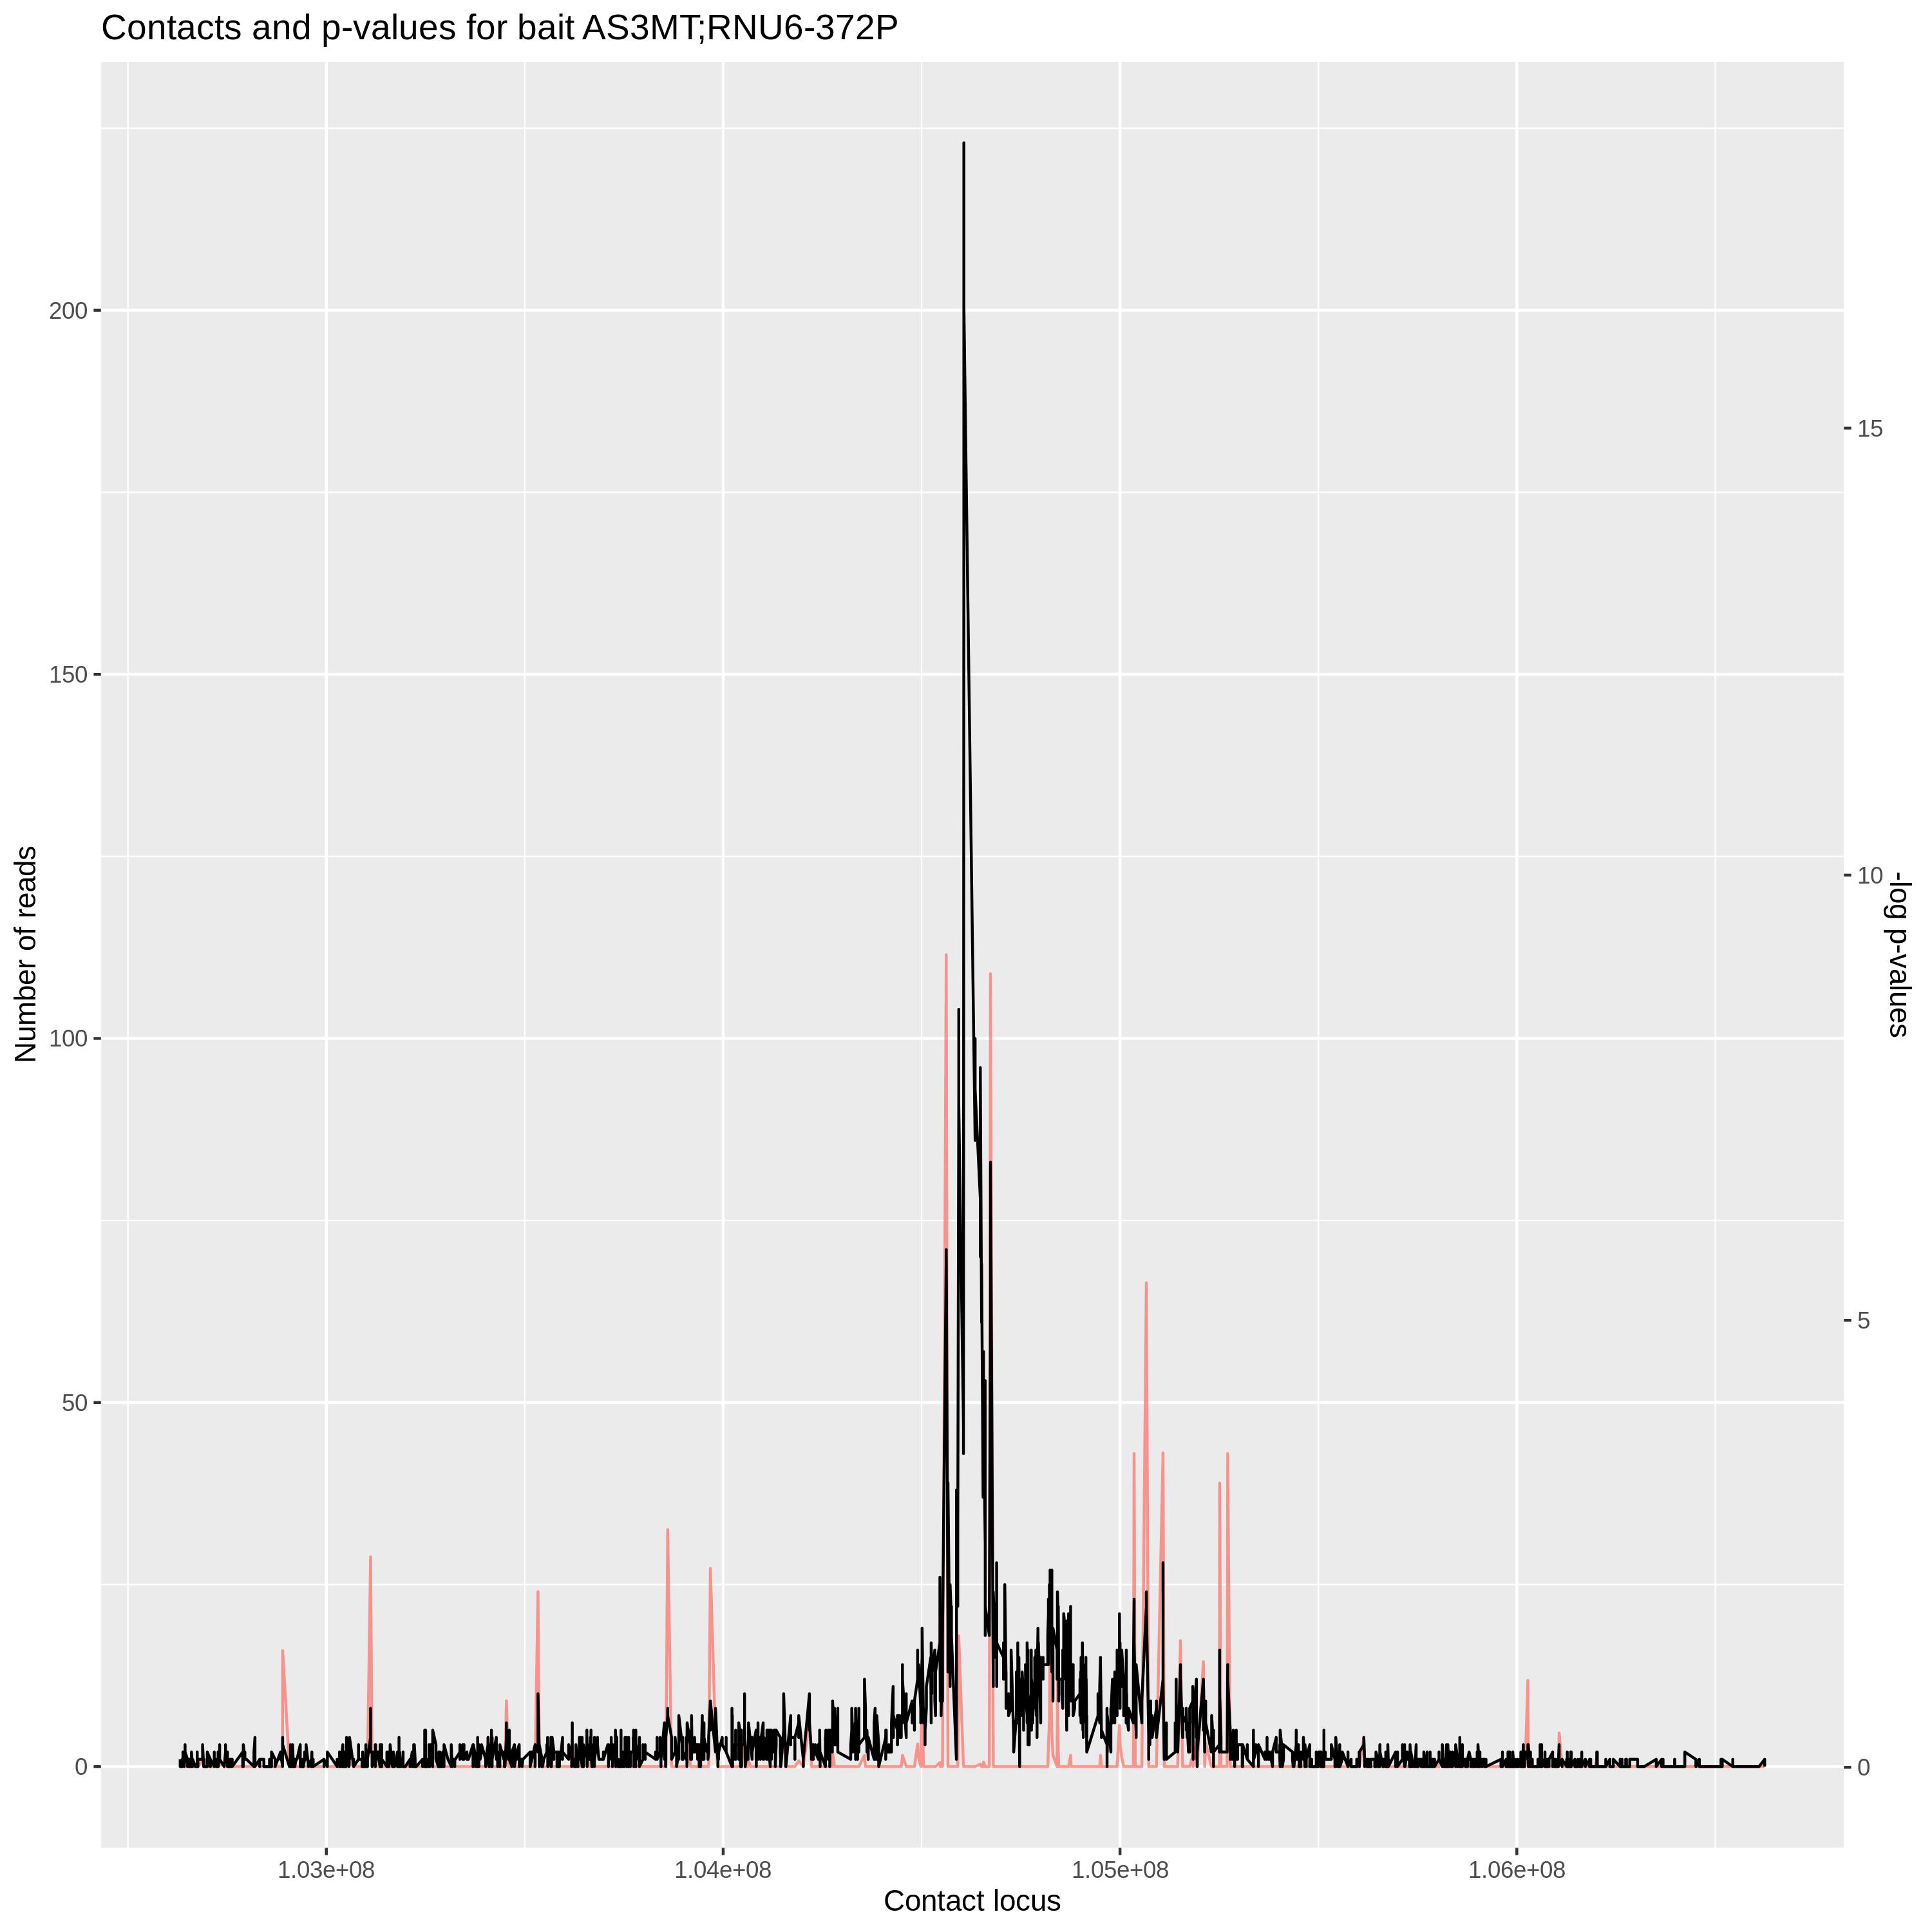 Contacts and p-values for bait AS3MT;RNU6-372P
200
150
100
50
0
Number of reads
15
10
5
0
-log p-values
1.03e+08
1.04e+08
1.05e+08
1.06e+08
Contact locus